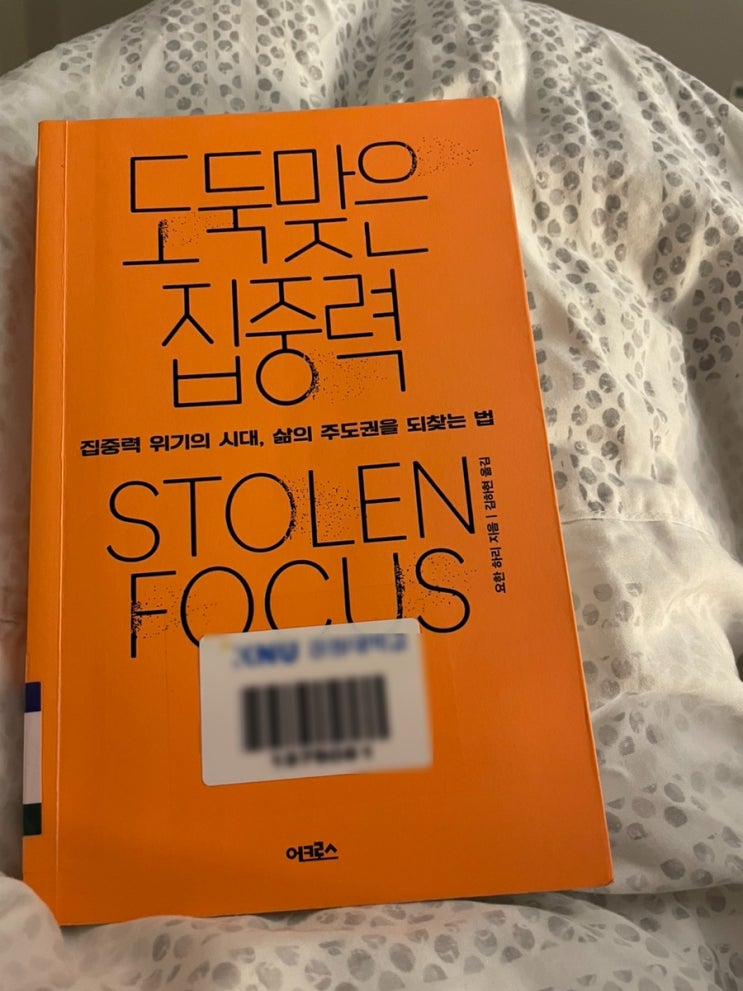 도둑맞은
집중력
집중력 위기의 시대, 삶의 주도권을 되찾는 법
STOLEN
FOCUS
요한 하리 지음 | 김하현 옮김
어크로스